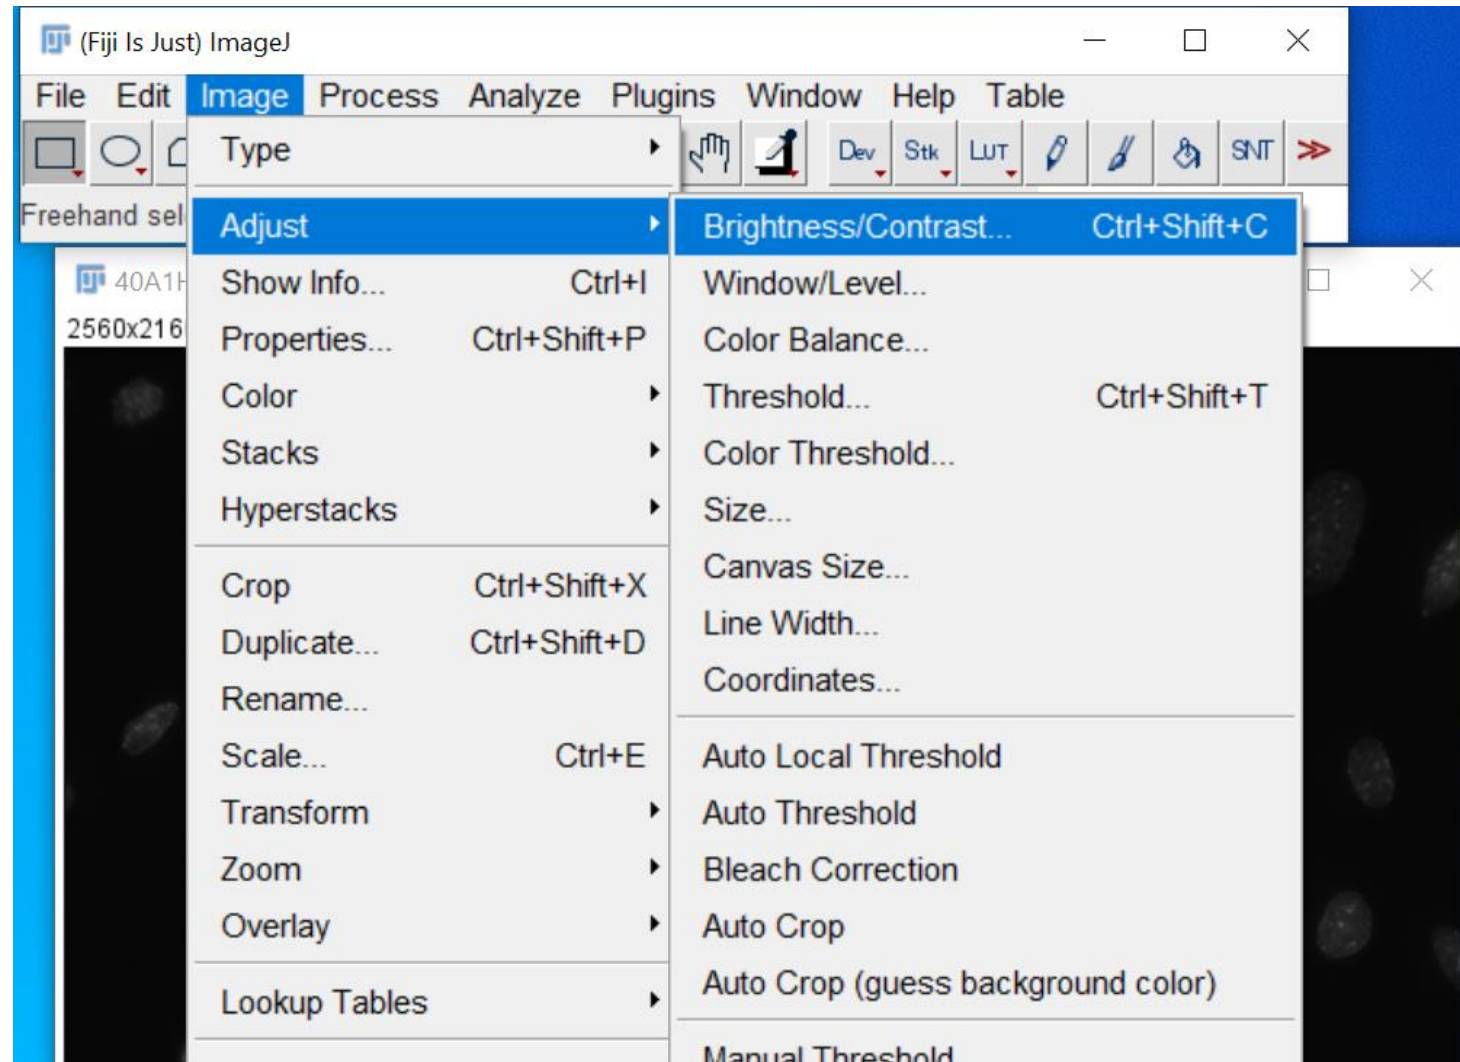 (Fiji Is Just) ImageJ
File Edit Image Process Analyze Plugins Window Help Table
Dev Stk LUT SNT
Freehand sel
40A1H
2560x216
Type
Adjust
Show Info... Ctrl+I
Properties... Ctrl+Shift+P
Color
Stacks
Hyperstacks
Crop Ctrl+Shift+X
Duplicate... Ctrl+Shift+D
Rename...
Scale... Ctrl+E
Transform
Zoom
Overlay
Lookup Tables
Brightness/Contrast... Ctrl+Shift+C
Window/Level...
Color Balance...
Threshold... Ctrl+Shift+T
Color Threshold...
Size...
Canvas Size...
Line Width...
Coordinates...
Auto Local Threshold
Auto Threshold
Bleach Correction
Auto Crop
Auto Crop (guess background color)
Manual Threshold